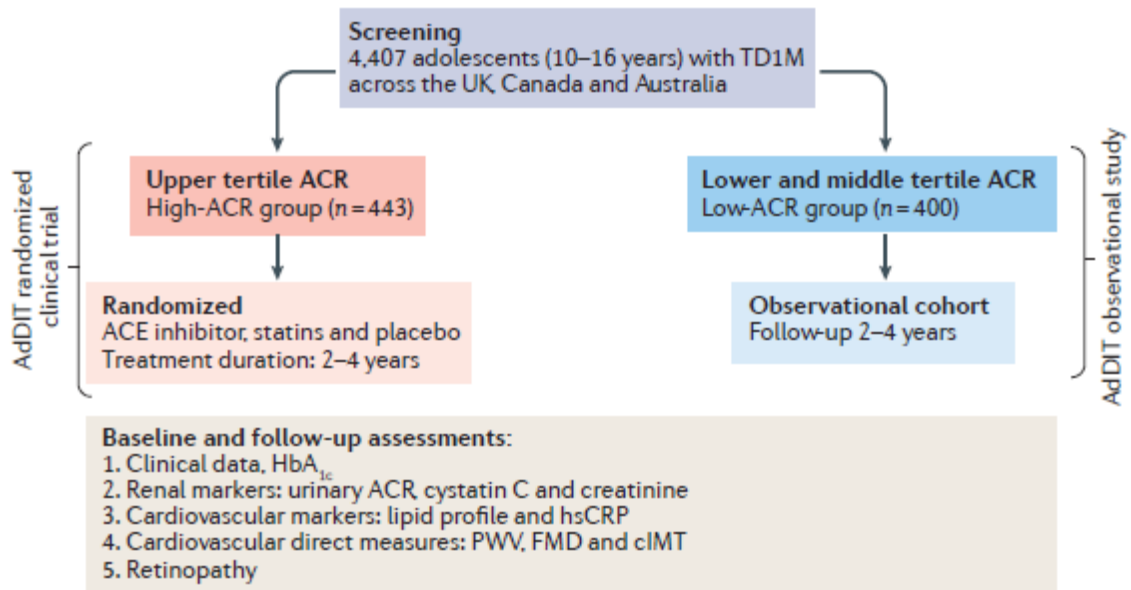 Screening
4,407 adolescents (10–16 years) with TD1M
across the UK, Canada and Australia
AdDIT randomized
clinical trial
Upper tertile ACR
High-ACR group (n = 443)
Lower and middle tertile ACR
Low-ACR group (n = 400)
Randomized
ACE inhibitor, statins and placebo
Treatment duration: 2–4 years
Observational cohort
Follow-up 2–4 years
AdDIT observational study
Baseline and follow-up assessments:
1. Clinical data, HbA1c
2. Renal markers: urinary ACR, cystatin C and creatinine
3. Cardiovascular markers: lipid profile and hsCRP
4. Cardiovascular direct measures: PWV, FMD and cIMT
5. Retinopathy